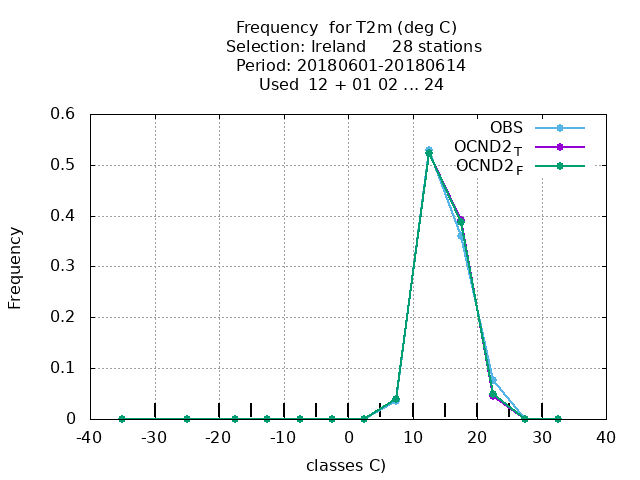 Frequency  for T2m (deg C)
Selection: Ireland     28 stations
Period: 20180601-20180614
Used  12 + 01 02 ... 24
OBS
OCND2T
OCND2F
Frequency
0.6
0.5
0.4
0.3
0.2
0.1
0
-40 -30 -20 -10 0 10 20 30 40
classes C)